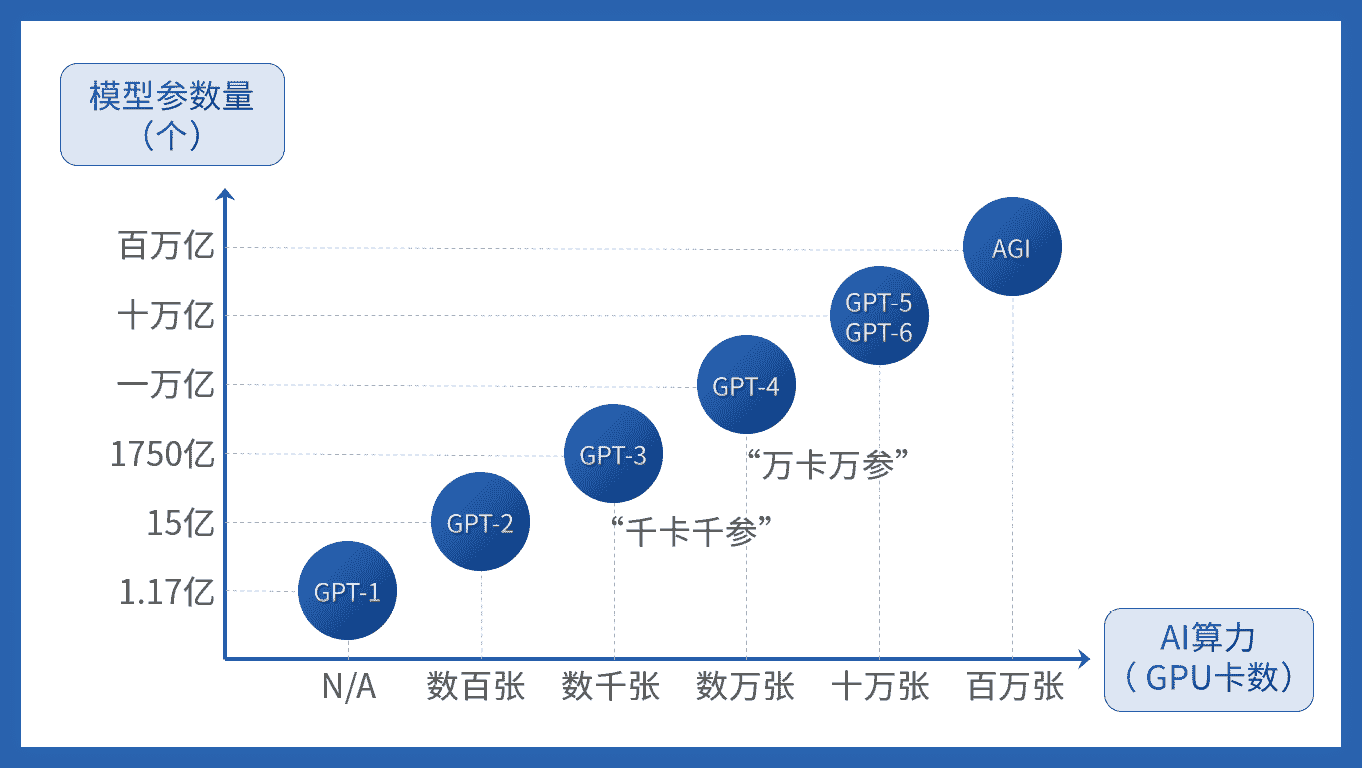 模型参数量
（个）
百万亿
AGI
十万亿
GPT-5
GPT-6
一万亿
GPT-4
1750亿
GPT-3
“万卡万参”
15亿
GPT-2
“千卡千参”
1.17亿
GPT-1
N/A
数百张
数千张
数万张
十万张
百万张
AI算力
（ GPU卡数）